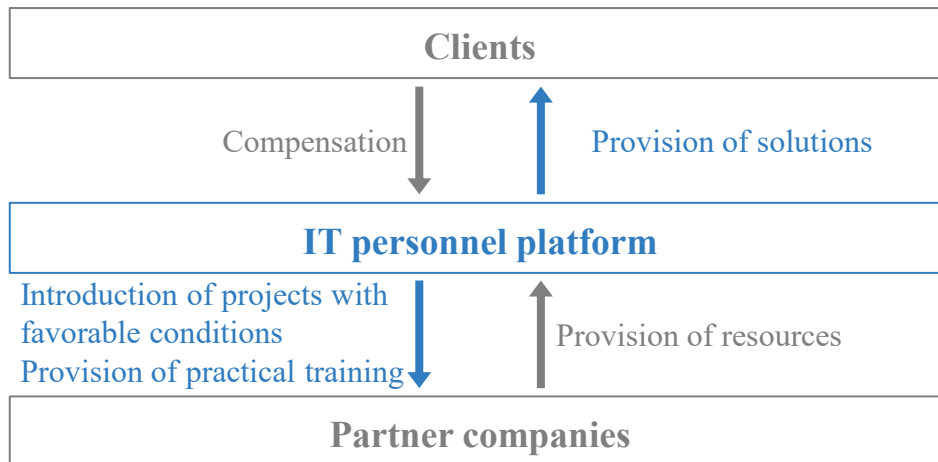 Clients
Compensation
Provision of solutions
IT personnel platform
Introduction of projects with
favorable conditions
Provision of practical training
Provision of resources
Partner companies